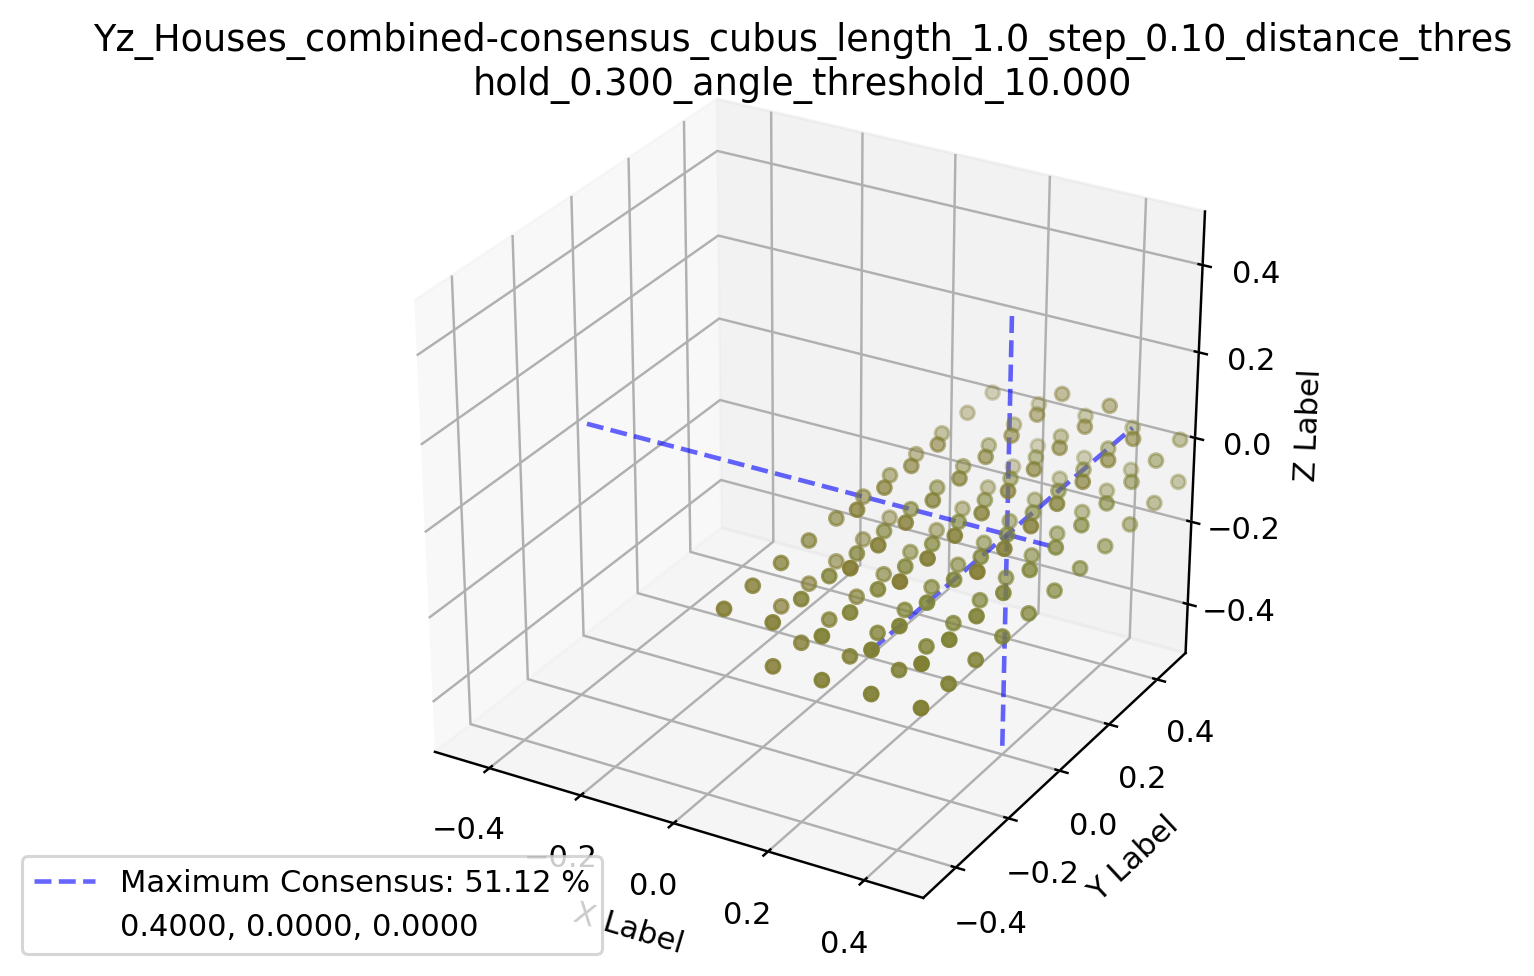 Yz_Houses_combined-consensus_cubus_length_1.0_step_0.10_distance_thres
hold_0.300_angle_threshold_10.000
0.4
0.2
0.0
−0.2
−0.4
Z Label
0.4
0.2
0.0
−0.2
−0.4
Y Label
−0.4
−0.2
0.0
0.2
0.4
X Label
Maximum Consensus: 51.12 %
0.4000, 0.0000, 0.0000